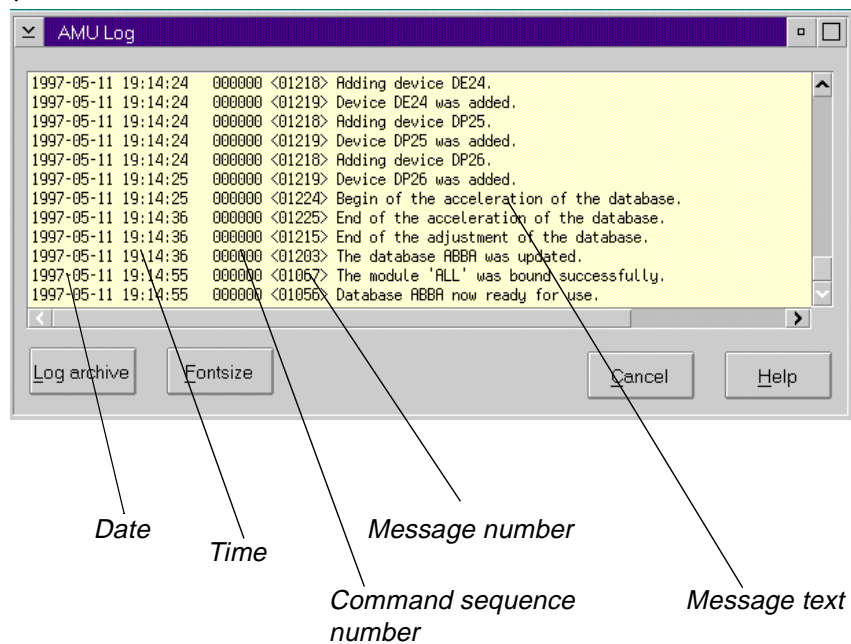 AMU Log
1997-05-11 19:14:24 000000 <01218> Adding device DE24.
1997-05-11 19:14:24 000000 <01219> Device DE24 was added.
1997-05-11 19:14:24 000000 <01218> Adding device DP25.
1997-05-11 19:14:24 000000 <01219> Device DP25 was added.
1997-05-11 19:14:24 000000 <01218> Adding device DP26.
1997-05-11 19:14:25 000000 <01219> Device DP26 was added.
1997-05-11 19:14:25 000000 <01224> Begin of the acceleration of the database.
1997-05-11 19:14:36 000000 <01225> End of the acceleration of the database.
1997-05-11 19:14:36 000000 <01215> End of the adjustment of the database.
1997-05-11 19:14:36 000000 <01203> The database ABBA was updated.
1997-05-11 19:14:55 000000 <01067> The module 'ALL' was bound successfully.
1997-05-11 19:14:55 000000 <01056> Database ABBA now ready for use.
Log archive Fontsize Cancel Help
Date
Time
Message number
Command sequence
number
Message text